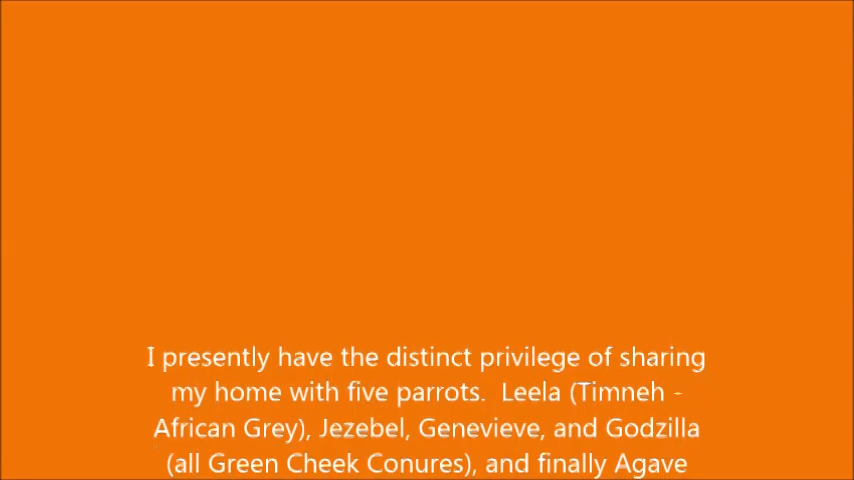 I presently have the distinct privilege of sharing
my home with five parrots.  Leela (Timneh -
African Grey), Jezebel, Genevieve, and Godzilla
(all Green Cheek Conures), and finally Agave